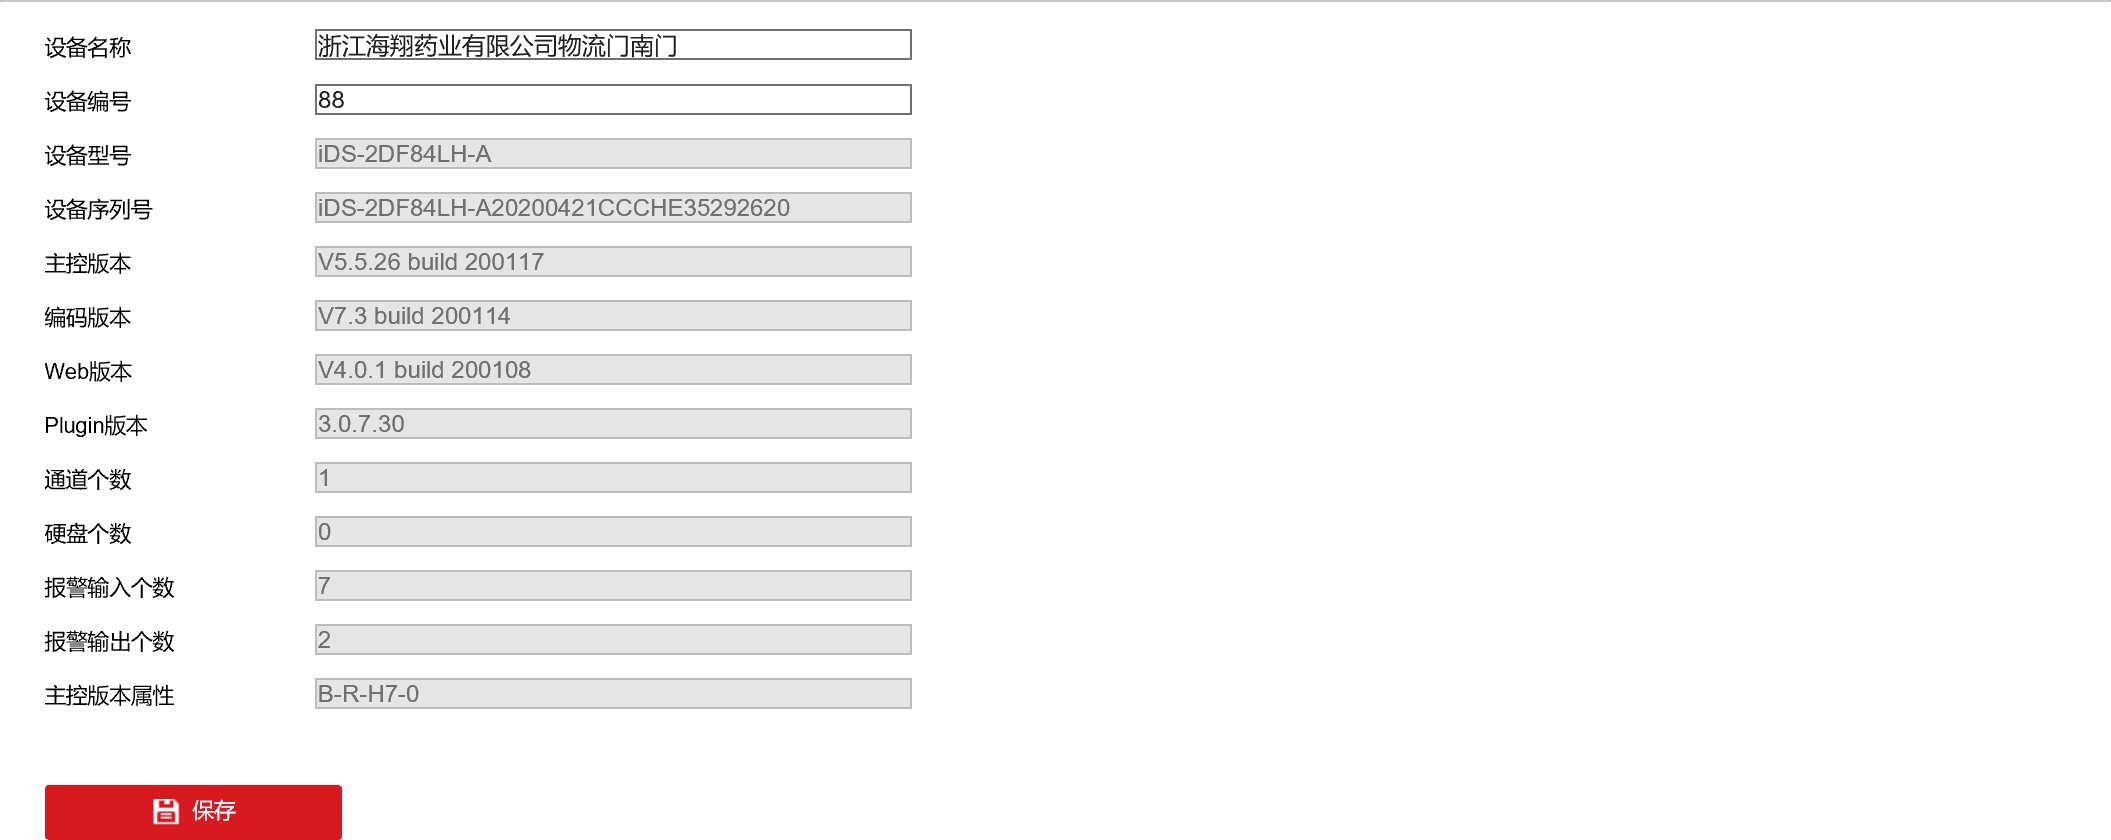 设备名称 浙江海翔药业有限公司物流门南门
设备编号 88
设备型号 iDS-2DF84LH-A
设备序列号 iDS-2DF84LH-A20200421CCCHE35292620
主控版本 V5.5.26 build 200117
编码版本 V7.3 build 200114
Web版本 V4.0.1 build 200108
Plugin版本 3.0.7.30
通道个数 1
硬盘个数 0
报警输入个数 7
报警输出个数 2
主控版本属性 B-R-H7-0
保存